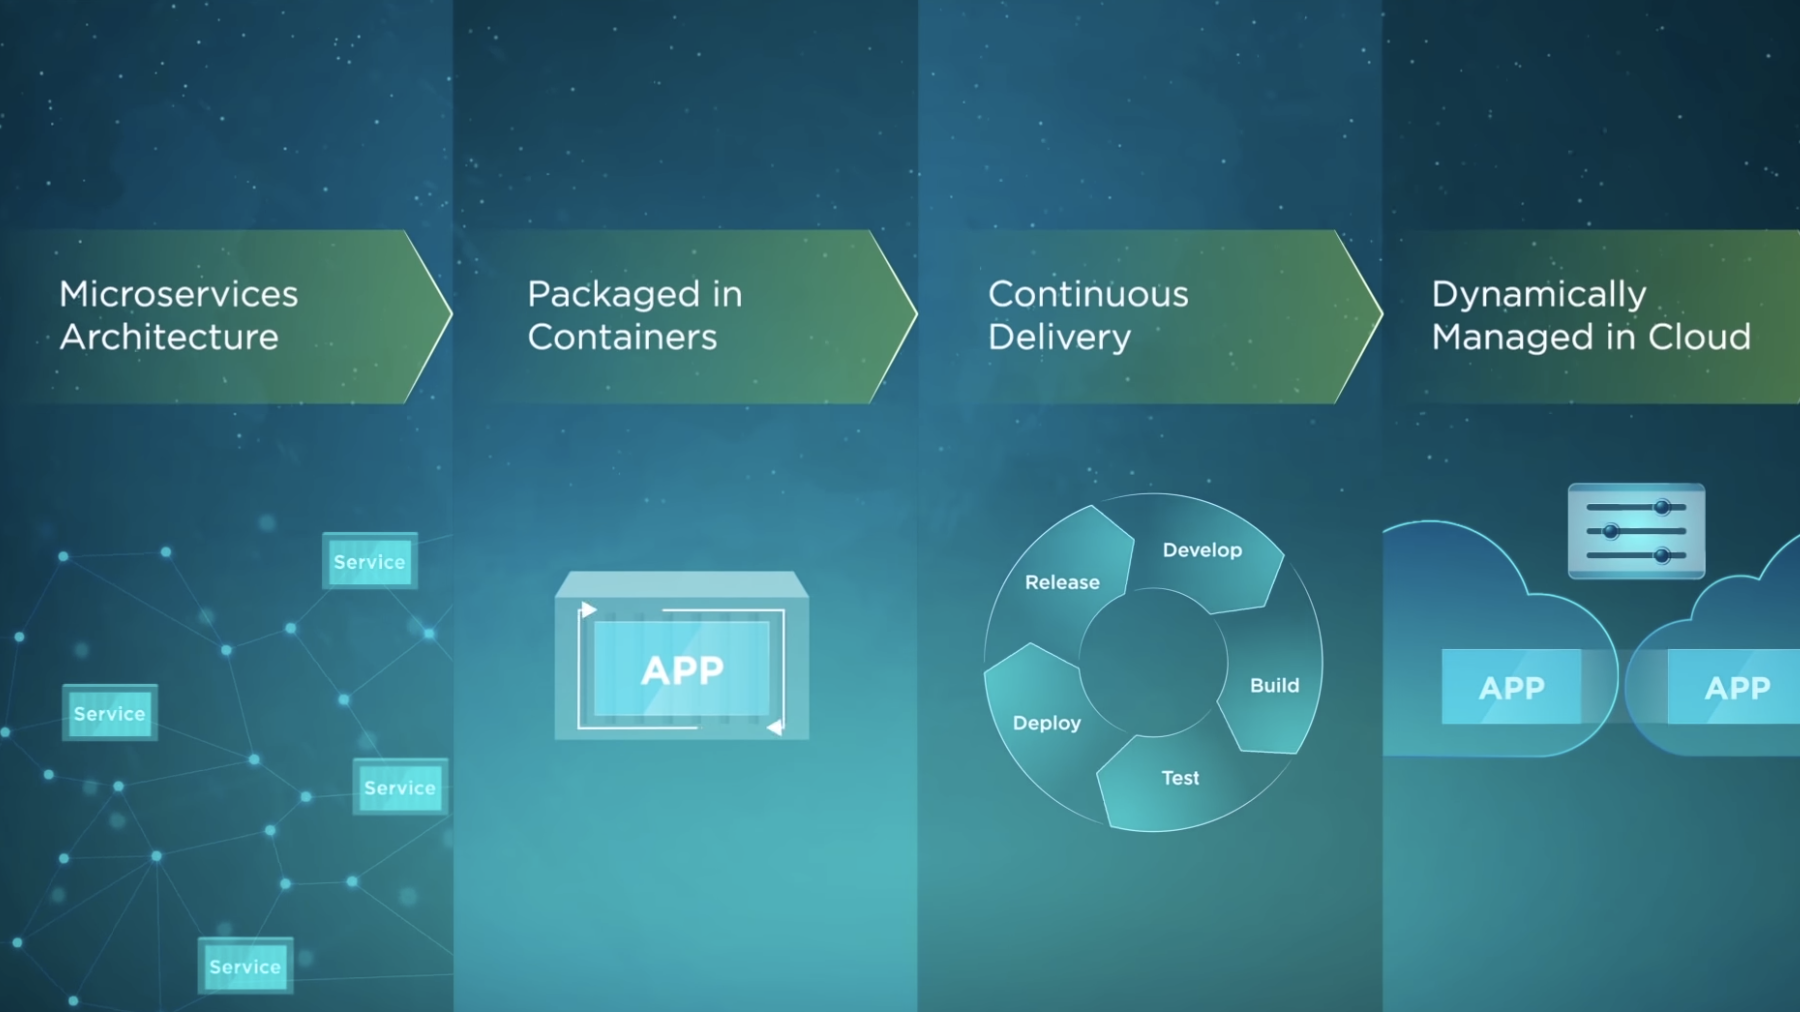 Microservices
Architecture
Packaged in
Containers
Continuous
Delivery
Dynamically
Managed in Cloud
Service
Service
Service
Service
APP
Develop
Release
Build
Deploy
Test
APP
APP